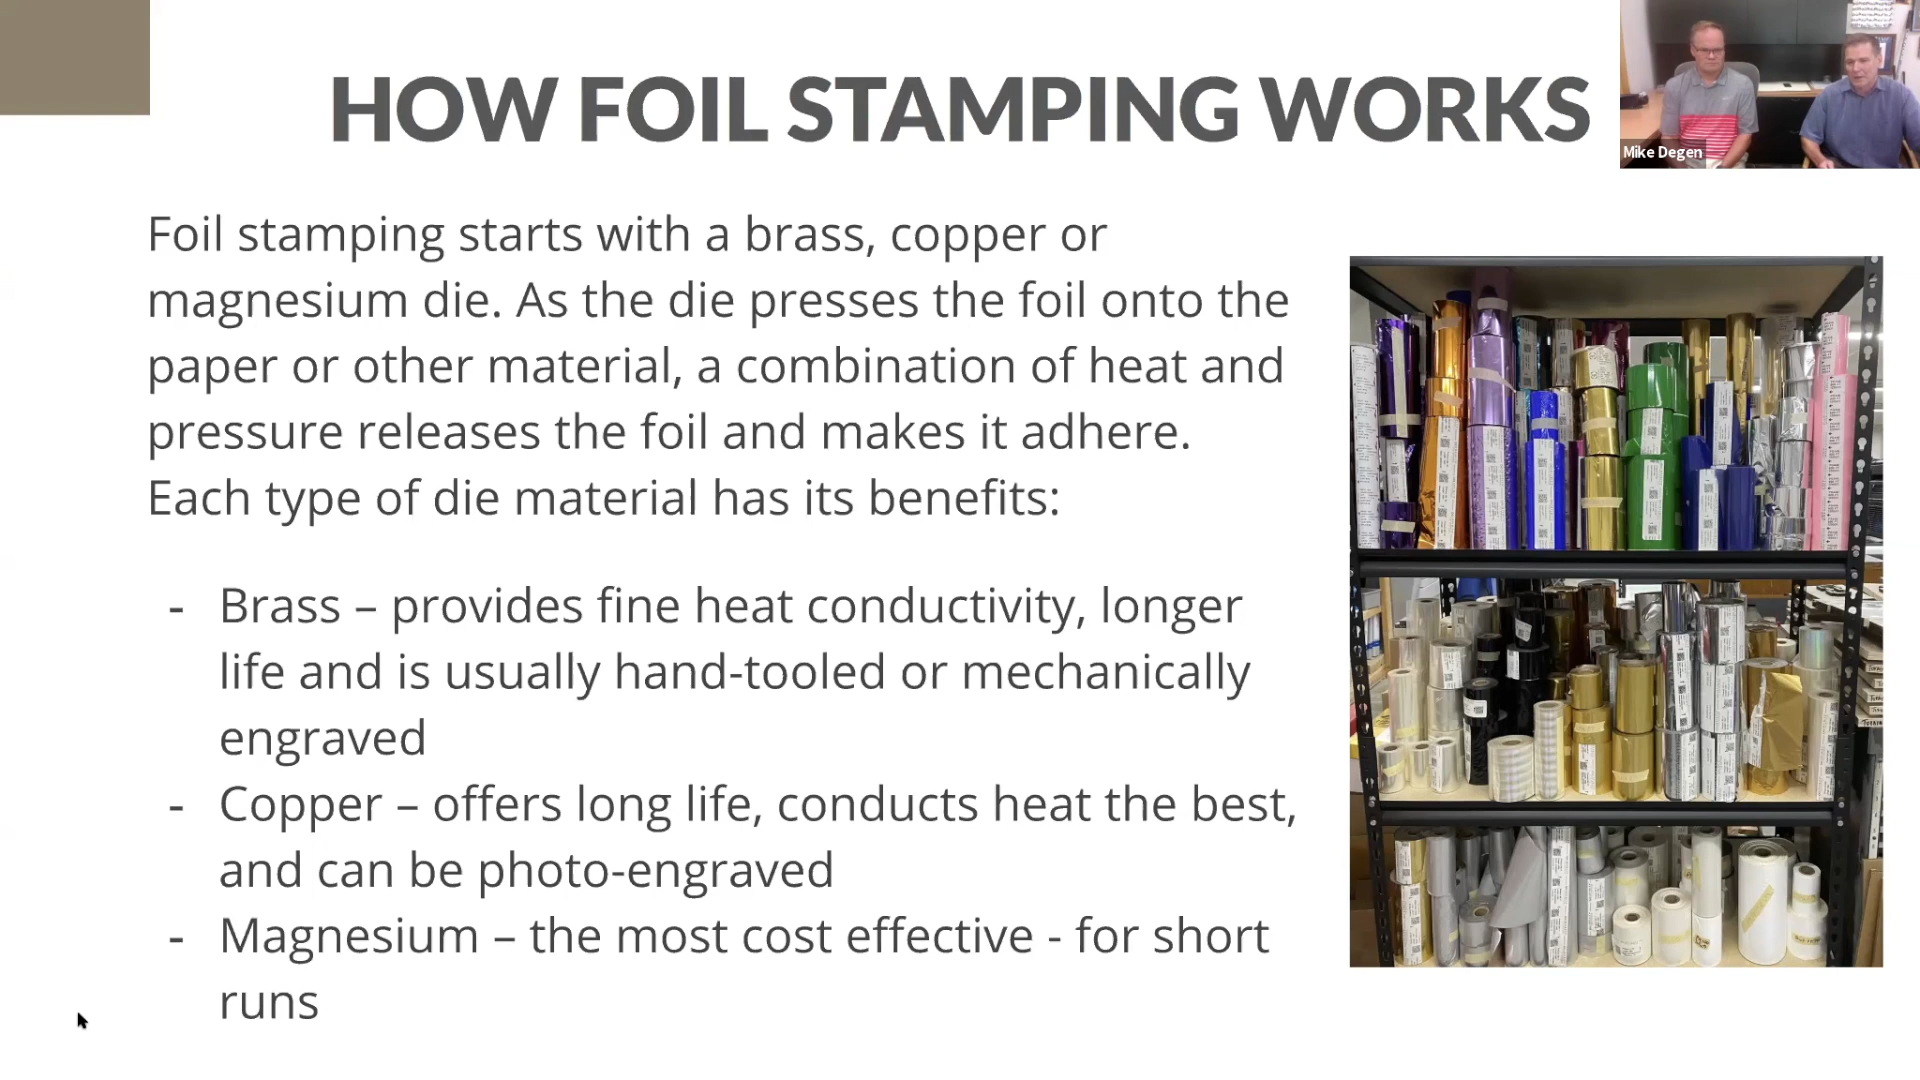 HOW FOIL STAMPING WORKS
Mike Degen
Foil stamping starts with a brass, copper or
magnesium die. As the die presses the foil onto the
paper or other material, a combination of heat and
pressure releases the foil and makes it adhere.
Each type of die material has its benefits:
- Brass – provides fine heat conductivity, longer
life and is usually hand-tooled or mechanically
engraved
- Copper – offers long life, conducts heat the best,
and can be photo-engraved
- Magnesium – the most cost effective - for short
runs